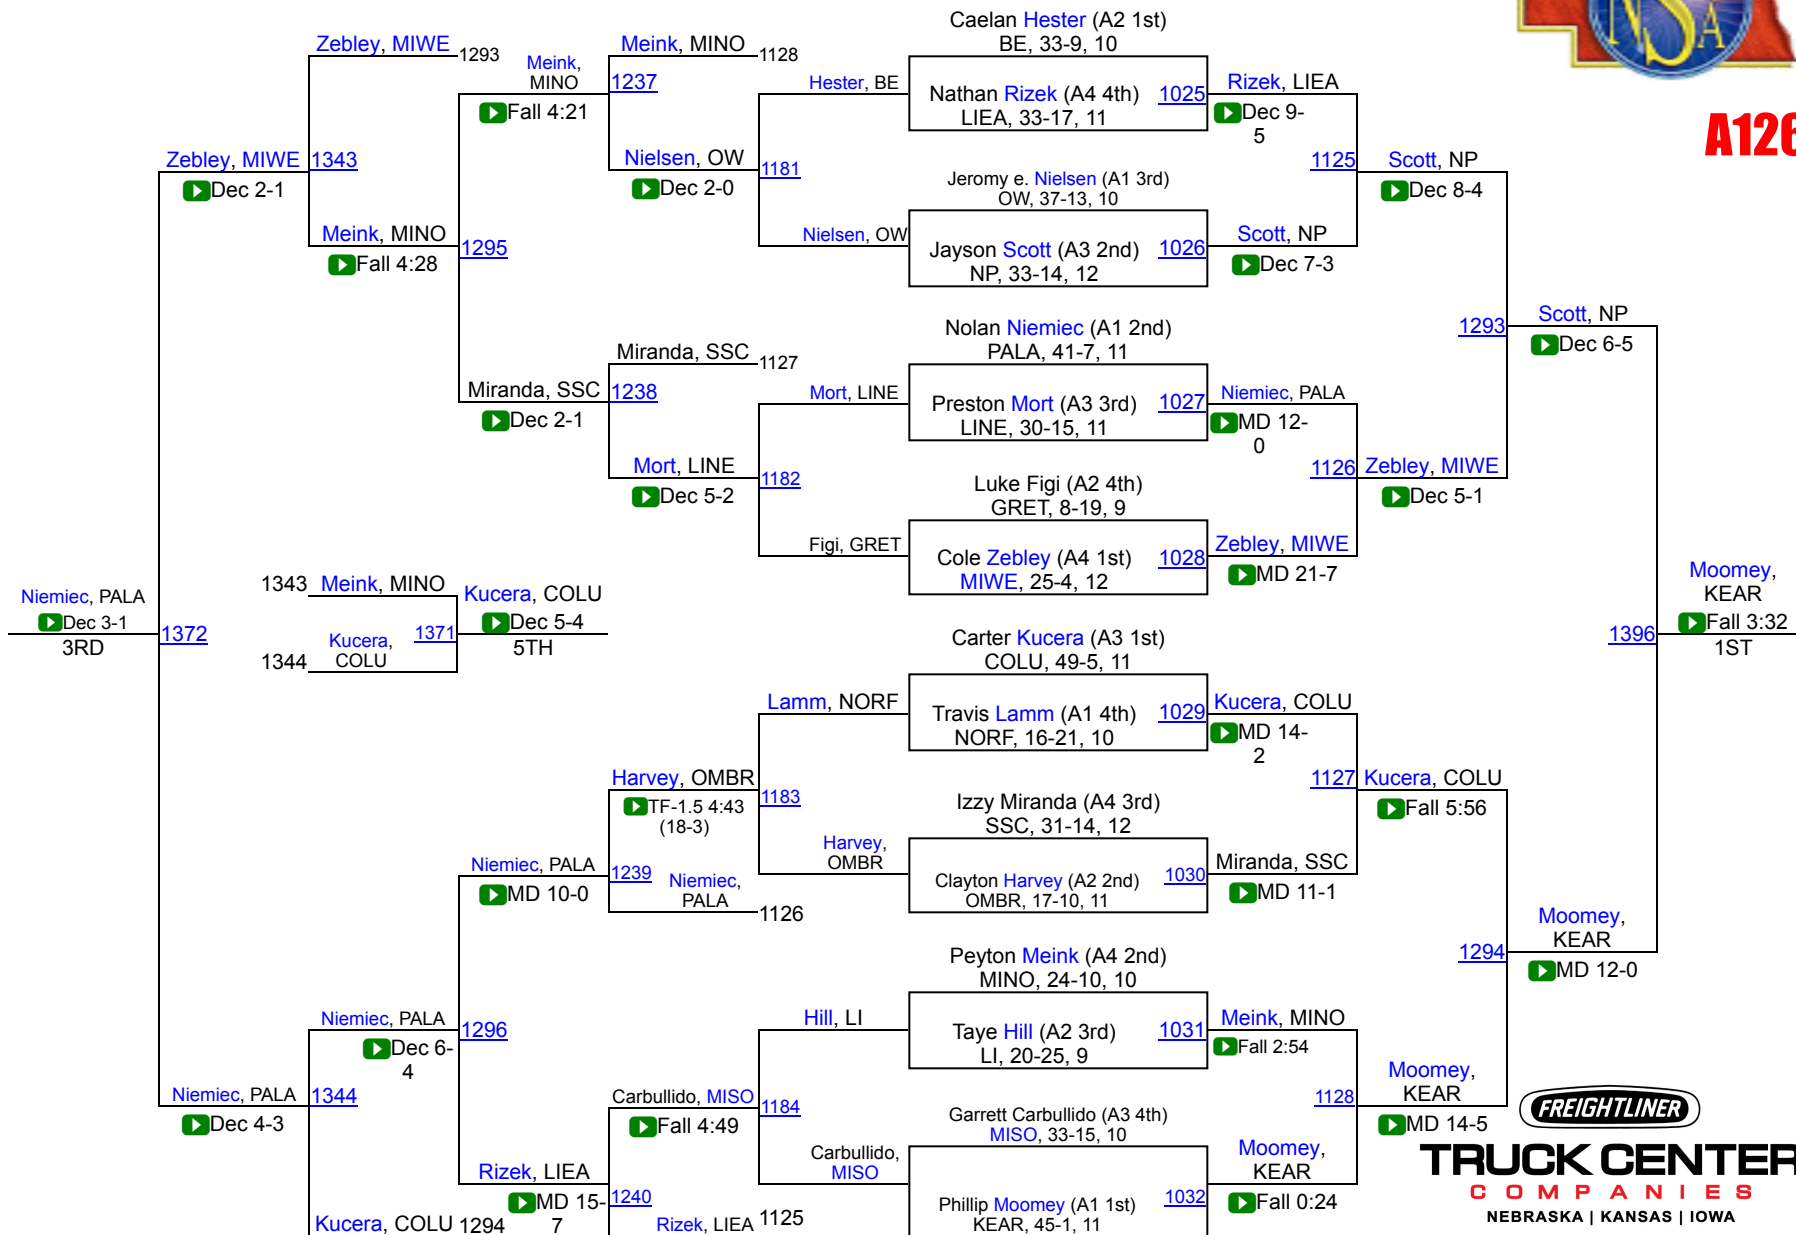 NSA
A126
Zebley, MIWE
1293
Zebley, MIWE
Dec 2-1
1343
Meink, MINO
Fall 4:28
Meink,
MINO
Fall 4:21
1295
Miranda, SSC
Dec 2-1
Meink, MINO
1128
1237
Nielsen, OW
Dec 2-0
Miranda, SSC
1127
1238
Mort, LINE
Dec 5-2
Hester, BE
1181
Nielsen, OW
Mort, LINE
1182
Figi, GRET
Caelan Hester (A2 1st)
BE, 33-9, 10
Nathan Rizek (A4 4th)
LIEA, 33-17, 11
1025
Jeromy e. Nielsen (A1 3rd)
OW, 37-13, 10
Jayson Scott (A3 2nd)
NP, 33-14, 12
1026
Nolan Niemiec (A1 2nd)
PALA, 41-7, 11
Preston Mort (A3 3rd)
LINE, 30-15, 11
1027
Luke Figi (A2 4th)
GRET, 8-19, 9
Cole Zebley (A4 1st)
MIWE, 25-4, 12
1028
Rizek, LIEA
Dec 9-
5
1125
Scott, NP
Dec 7-3
Niemiec, PALA
MD 12-
0
1126
Zebley, MIWE
MD 21-7
Scott, NP
Dec 8-4
1293
Zebley, MIWE
Dec 5-1
Scott, NP
Dec 6-5
1396
Moomey,
KEAR
Fall 3:32
1ST
Niemiec, PALA
Dec 3-1
3RD
1372
1343
Meink, MINO
1344
Kucera,
COLU
1371
Kucera, COLU
Dec 5-4
5TH
Carter Kucera (A3 1st)
COLU, 49-5, 11
Travis Lamm (A1 4th)
NORF, 16-21, 10
1029
Izzy Miranda (A4 3rd)
SSC, 31-14, 12
Clayton Harvey (A2 2nd)
OMBR, 17-10, 11
1030
Peyton Meink (A4 2nd)
MINO, 24-10, 10
Taye Hill (A2 3rd)
LI, 20-25, 9
1031
Garrett Carbullido (A3 4th)
MISO, 33-15, 10
Phillip Moomey (A1 1st)
KEAR, 45-1, 11
1032
Kucera, COLU
MD 14-
2
1127
Miranda, SSC
MD 11-1
Meink, MINO
Fall 2:54
1128
Moomey,
KEAR
Fall 0:24
Kucera, COLU
Fall 5:56
1294
Moomey,
KEAR
MD 14-5
Moomey,
KEAR
MD 12-0
Lamm, NORF
1183
Harvey,
OMBR
Hill, LI
1184
Carbullido,
MISO
Harvey, OMBR
TF-1.5 4:43
(18-3)
1239
Niemiec,
PALA
1126
Carbullido, MISO
Fall 4:49
1240
Rizek, LIEA
1125
Niemiec, PALA
MD 10-0
1296
Rizek, LIEA
MD 15-
7
Niemiec, PALA
Dec 6-
4
1344
Kucera, COLU
1294
Niemiec, PALA
Dec 4-3
FREIGHTLINER
TRUCK CENTER
COMPANIES
NEBRASKA | KANSAS | IOWA